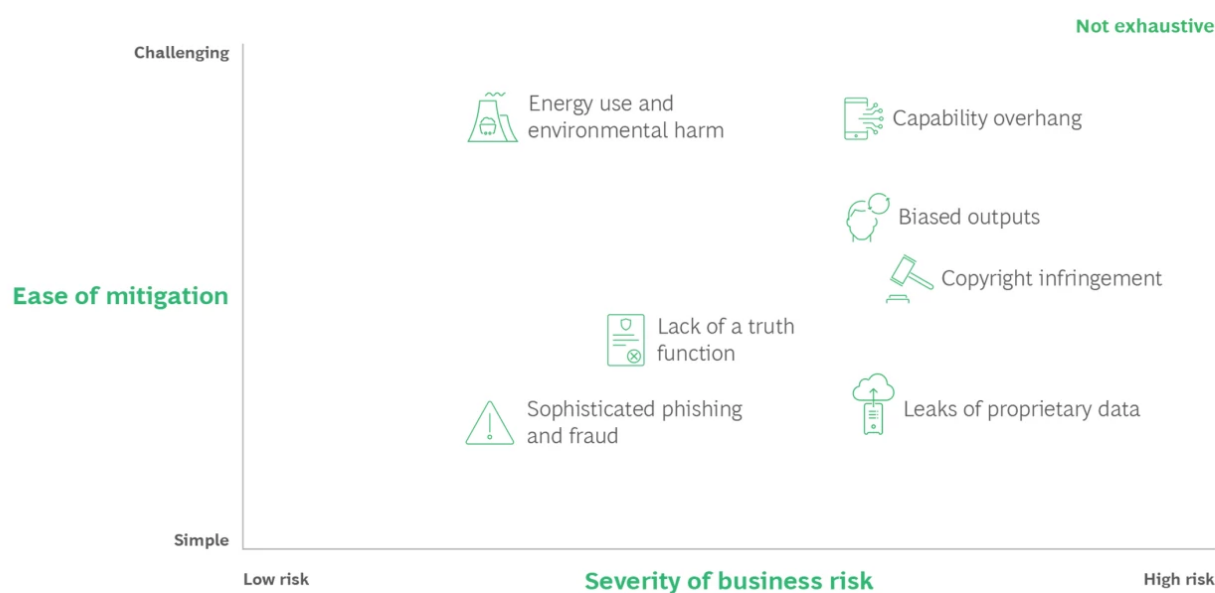 Not exhaustive
Challenging
Energy use and
environmental harm
Capability overhang
Biased outputs
Copyright infringement
Ease of mitigation
Lack of a truth
function
Sophisticated phishing
and fraud
Leaks of proprietary data
Simple
Low risk
Severity of business risk
High risk